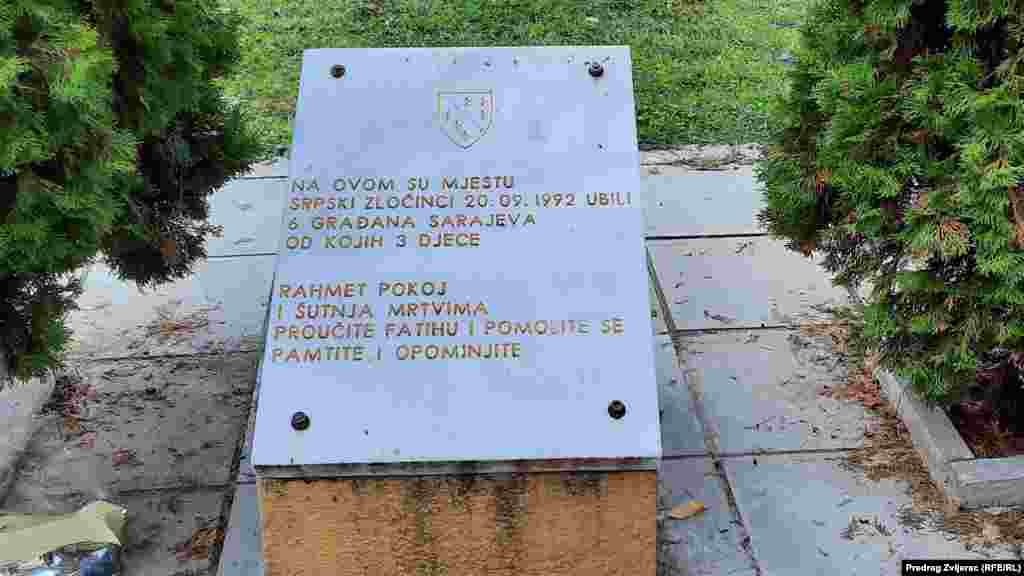 NA OVOM SU MJESTU
SRPSKI ZLOČINCI 20.09.1992 UBILI
6 GRAĐANA SARAJEVA
OD KOJIH 3 DJECE
RAHMET POKOJ
I ŠUTNJA MRTVIMA
PROUČITE FATIHU I POMOLITE SE
PAMTITE I OPOMINJITE
Predrag Zvijerac (RFE/RL)